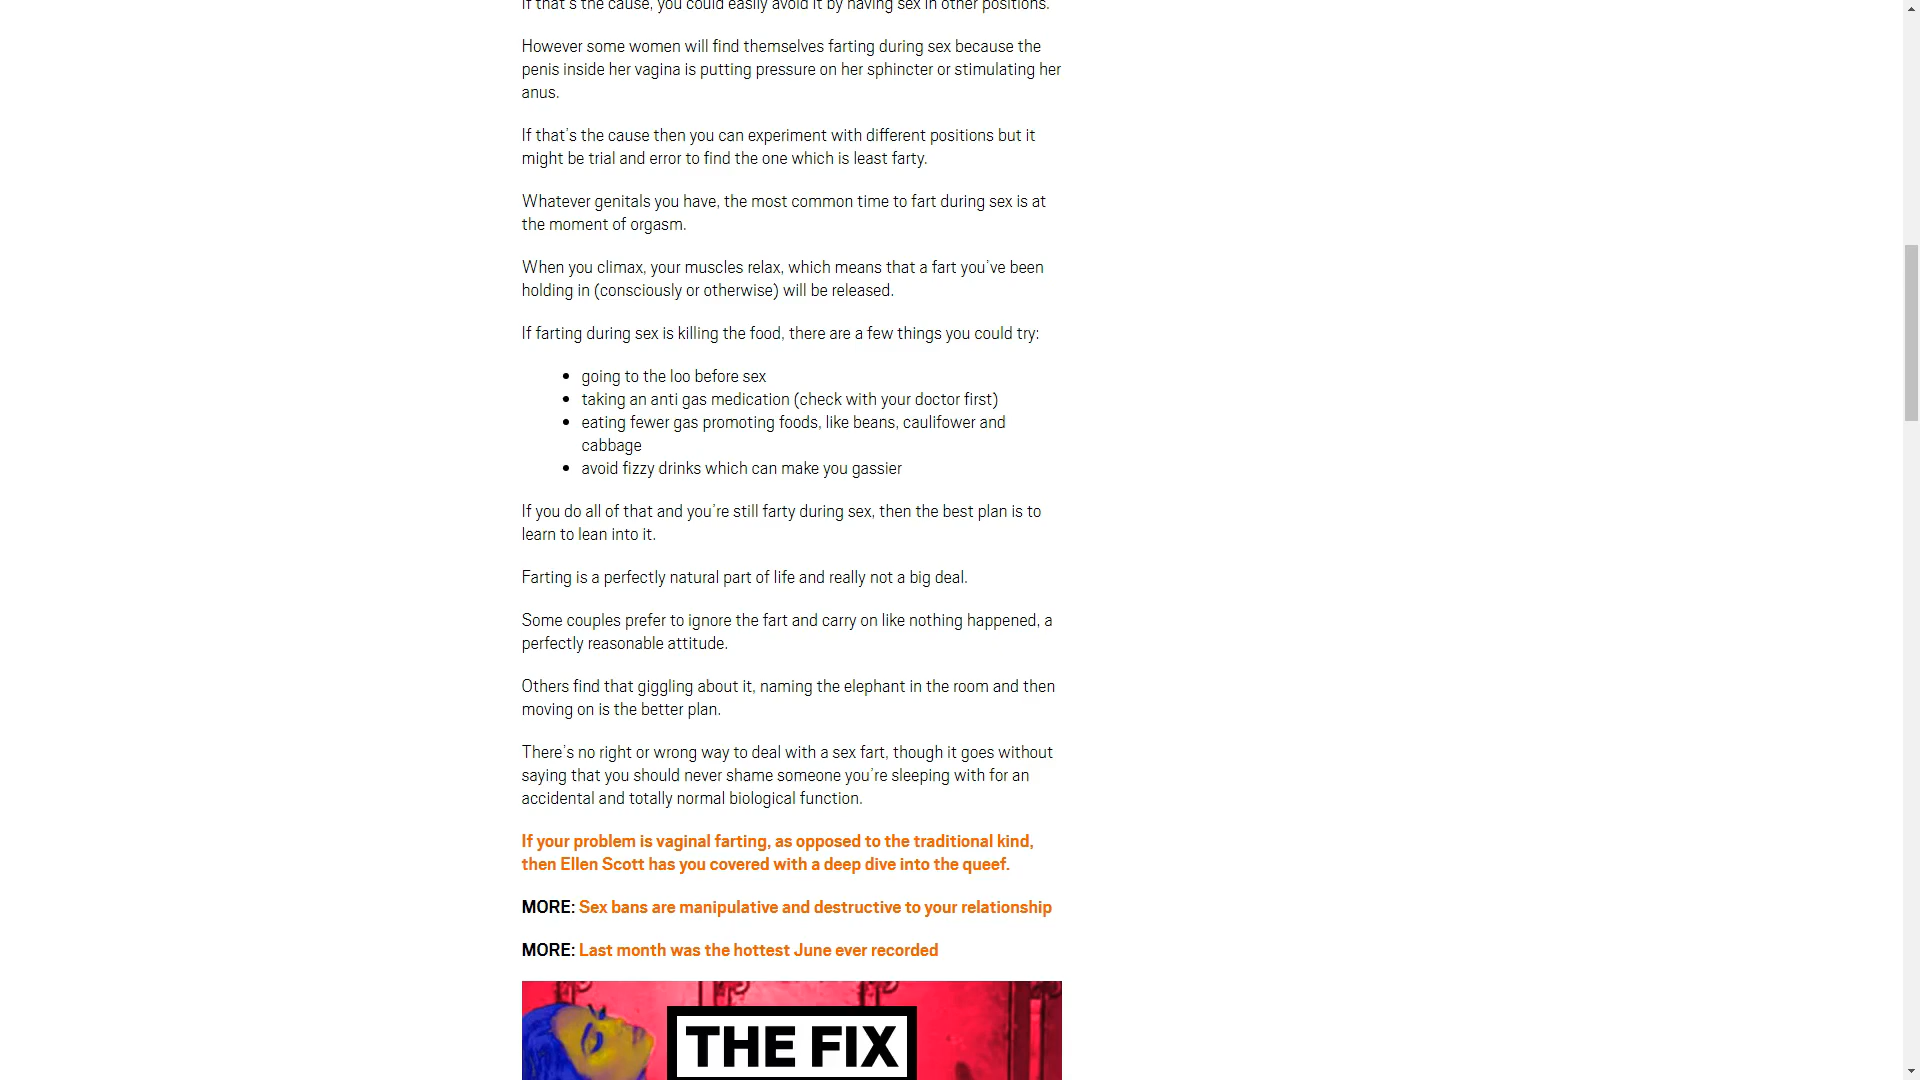 If that's the cause, you could easily avoid it by having sex in other positions.
However some women will find themselves farting during sex because the
penis inside her vagina is putting pressure on her sphincter or stimulating her
anus.
If that's the cause then you can experiment with different positions but it
might be trial and error to find the one which is least farty.
Whatever genitals you have, the most common time to fart during sex is at
the moment of orgasm.
When you climax, your muscles relax, which means that a fart you've been
holding in (consciously or otherwise) will be released.
If farting during sex is killing the food, there are a few things you could try:
• going to the loo before sex
• taking an anti gas medication (check with your doctor first)
• eating fewer gas promoting foods, like beans, caulifower and
cabbage
• avoid fizzy drinks which can make you gassier
If you do all of that and you're still farty during sex, then the best plan is to
learn to lean into it.
Farting is a perfectly natural part of life and really not a big deal.
Some couples prefer to ignore the fart and carry on like nothing happened, a
perfectly reasonable attitude.
Others find that giggling about it, naming the elephant in the room and then
moving on is the better plan.
There's no right or wrong way to deal with a sex fart, though it goes without
saying that you should never shame someone you're sleeping with for an
accidental and totally normal biological function.
If your problem is vaginal farting, as opposed to the traditional kind,
then Ellen Scott has you covered with a deep dive into the queef.
MORE: Sex bans are manipulative and destructive to your relationship
MORE: Last month was the hottest June ever recorded
THE FIX